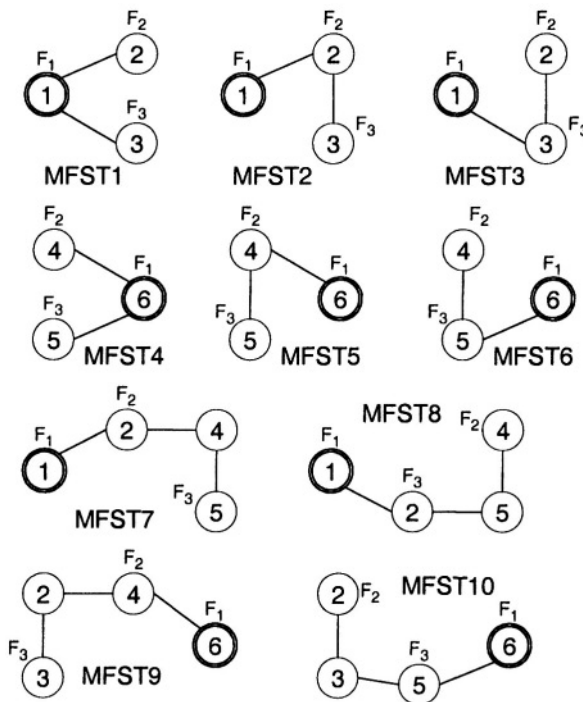 F₂
2
F₁
1
F₃
3
MFST1
F₂
2
F₁
1
F₃
3
MFST2
F₂
2
F₁
1
3
F₃
MFST3
F₂
4
F₁
6
F₃
5
MFST4
F₂
4
F₁
6
F₃
5
MFST5
F₂
4
F₁
6
F₃
5
MFST6
F₂
2
4
F₁
1
F₃
5
MFST7
MFST8
F₂ 4
F₁
1
F₃
2
5
F₂
2
4
F₁
6
F₃
3
MFST9
MFST10
2 F₂
F₁
6
F₃
3
5